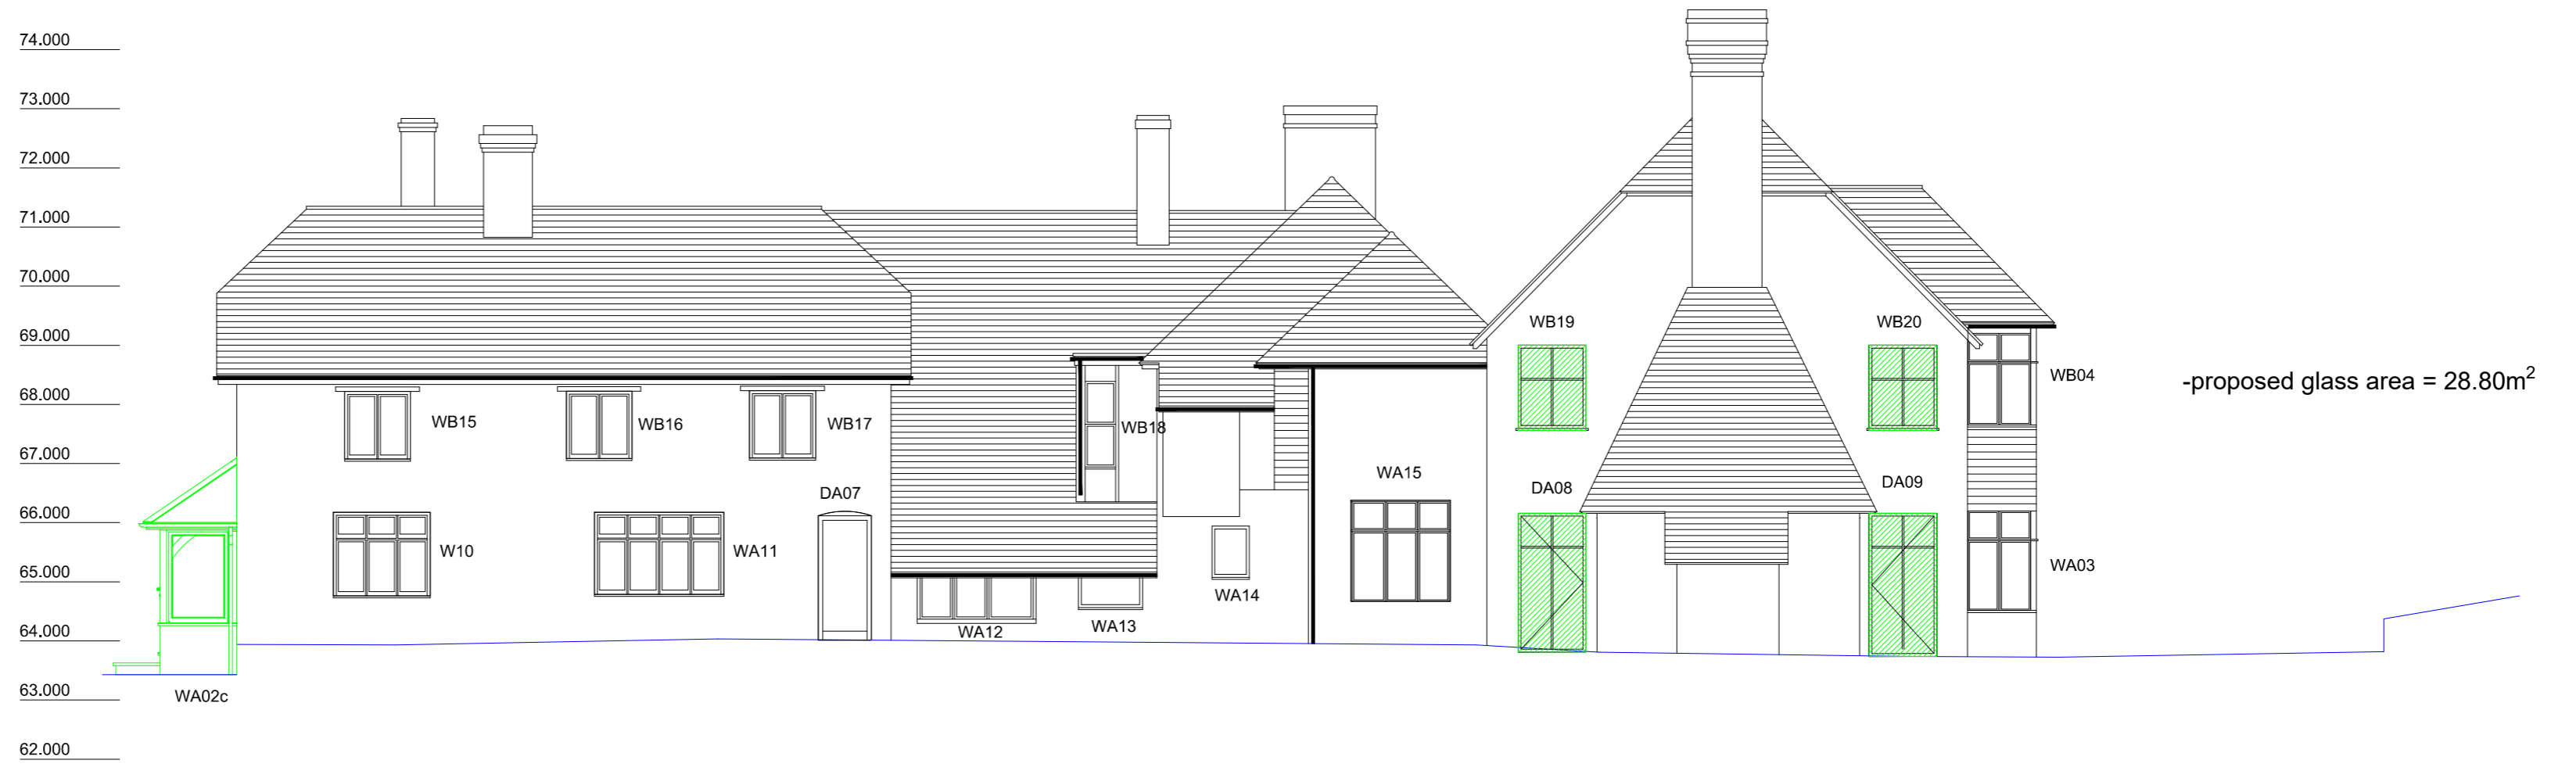 74.000
73.000
72.000
71.000
70.000
69.000
68.000
67.000
66.000
65.000
64.000
63.000
62.000
WB19
WB20
WB04
-proposed glass area = 28.80m²
WB15
WB16
WB17
WB18
WA15
DA07
DA08
DA09
W10
WA11
WA03
WA14
WA12
WA13
WA02c